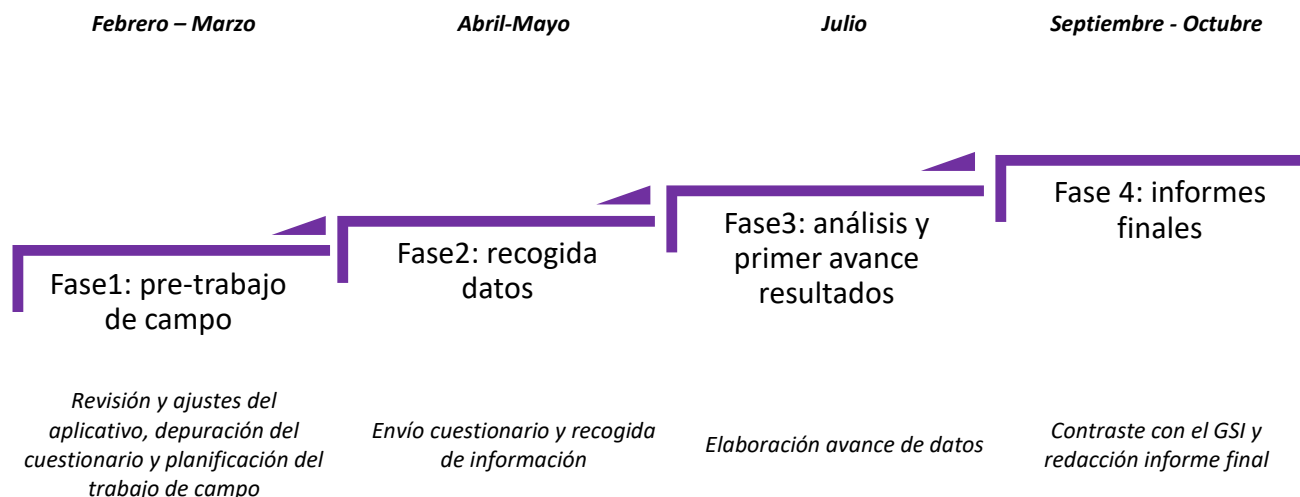 Febrero – Marzo
Abril-Mayo
Julio
Septiembre - Octubre
Fase1: pre-trabajo
de campo
Fase2: recogida
datos
Fase3: análisis y
primer avance
resultados
Fase 4: informes
finales
Revisión y ajustes del
aplicativo, depuración del
cuestionario y planificación del
trabajo de campo
Envío cuestionario y recogida
de información
Elaboración avance de datos
Contraste con el GSI y
redacción informe final